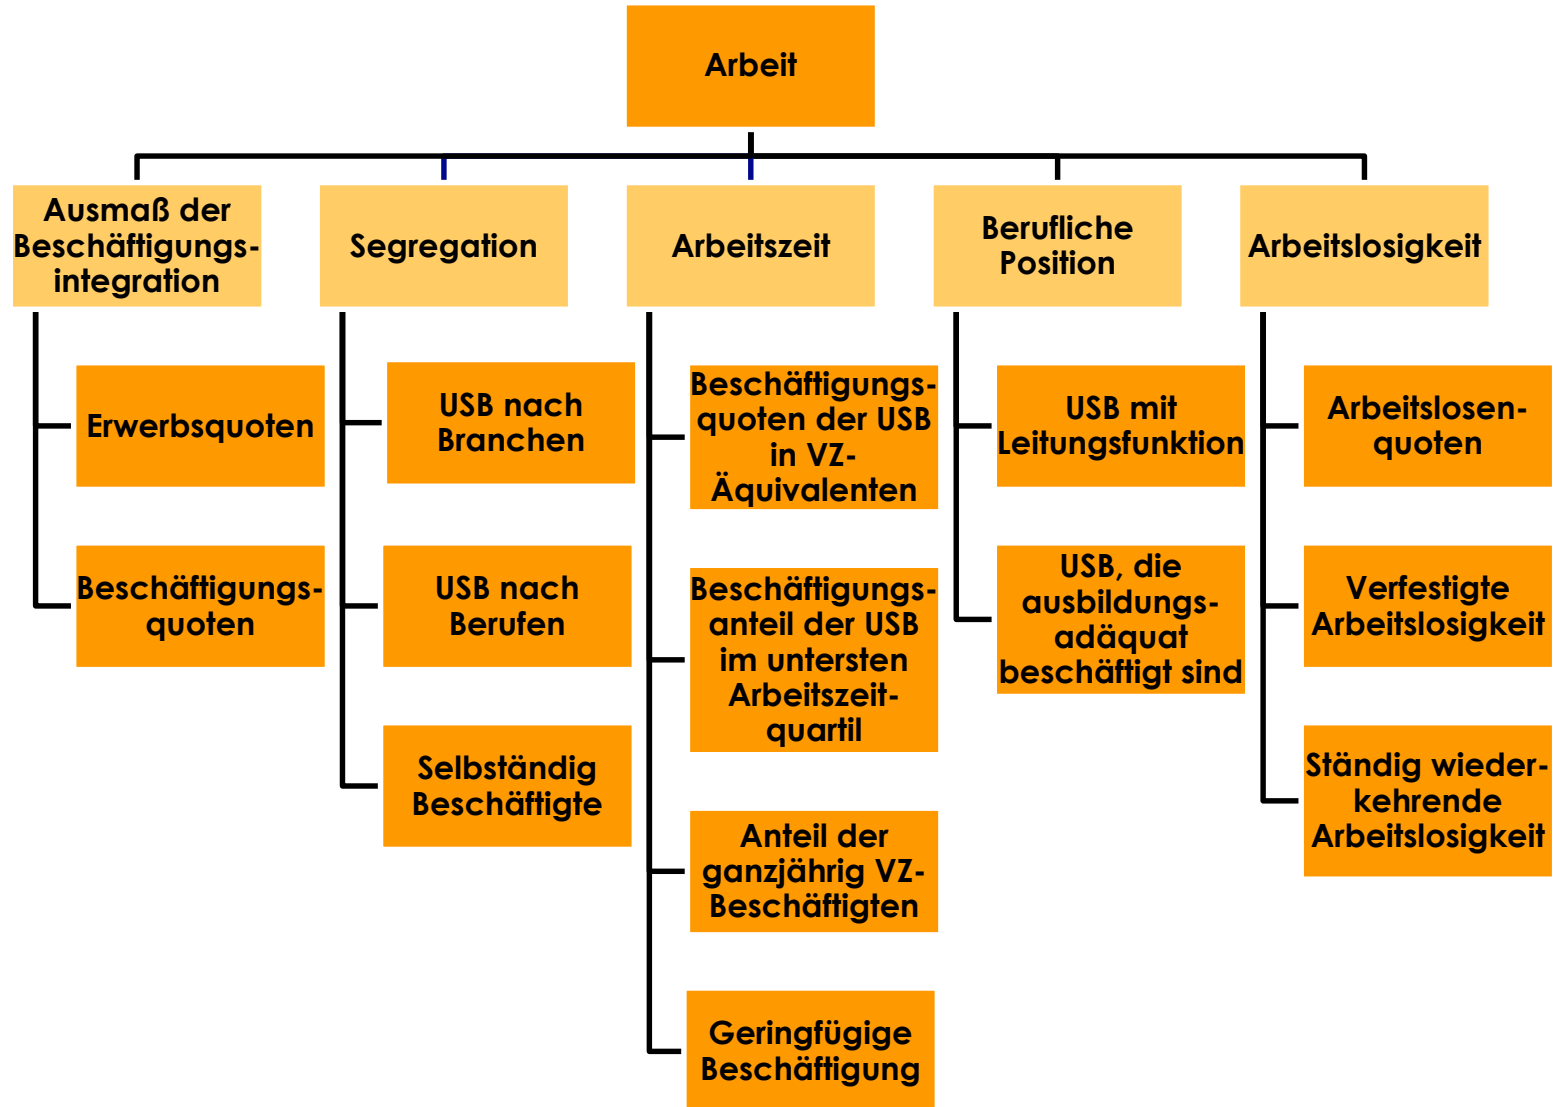 Arbeit
Ausmaß der
Beschäftigungs-
integration
Segregation
Arbeitszeit
Berufliche
Position
Arbeitslosigkeit
Erwerbsquoten
Beschäftigungs-
quoten
USB nach
Branchen
USB nach
Berufen
Selbständig
Beschäftigte
Beschäftigungs-
quoten der USB
in VZ-
Äquivalenten
Beschäftigungs-
anteil der USB
im untersten
Arbeitszeit-
quartil
Anteil der
ganzjährig VZ-
Beschäftigten
Geringfügige
Beschäftigung
USB mit
Leitungsfunktion
USB, die
ausbildungs-
adäquat
beschäftigt sind
Arbeitslosen-
quoten
Verfestigte
Arbeitslosigkeit
Ständig wieder-
kehrende
Arbeitslosigkeit